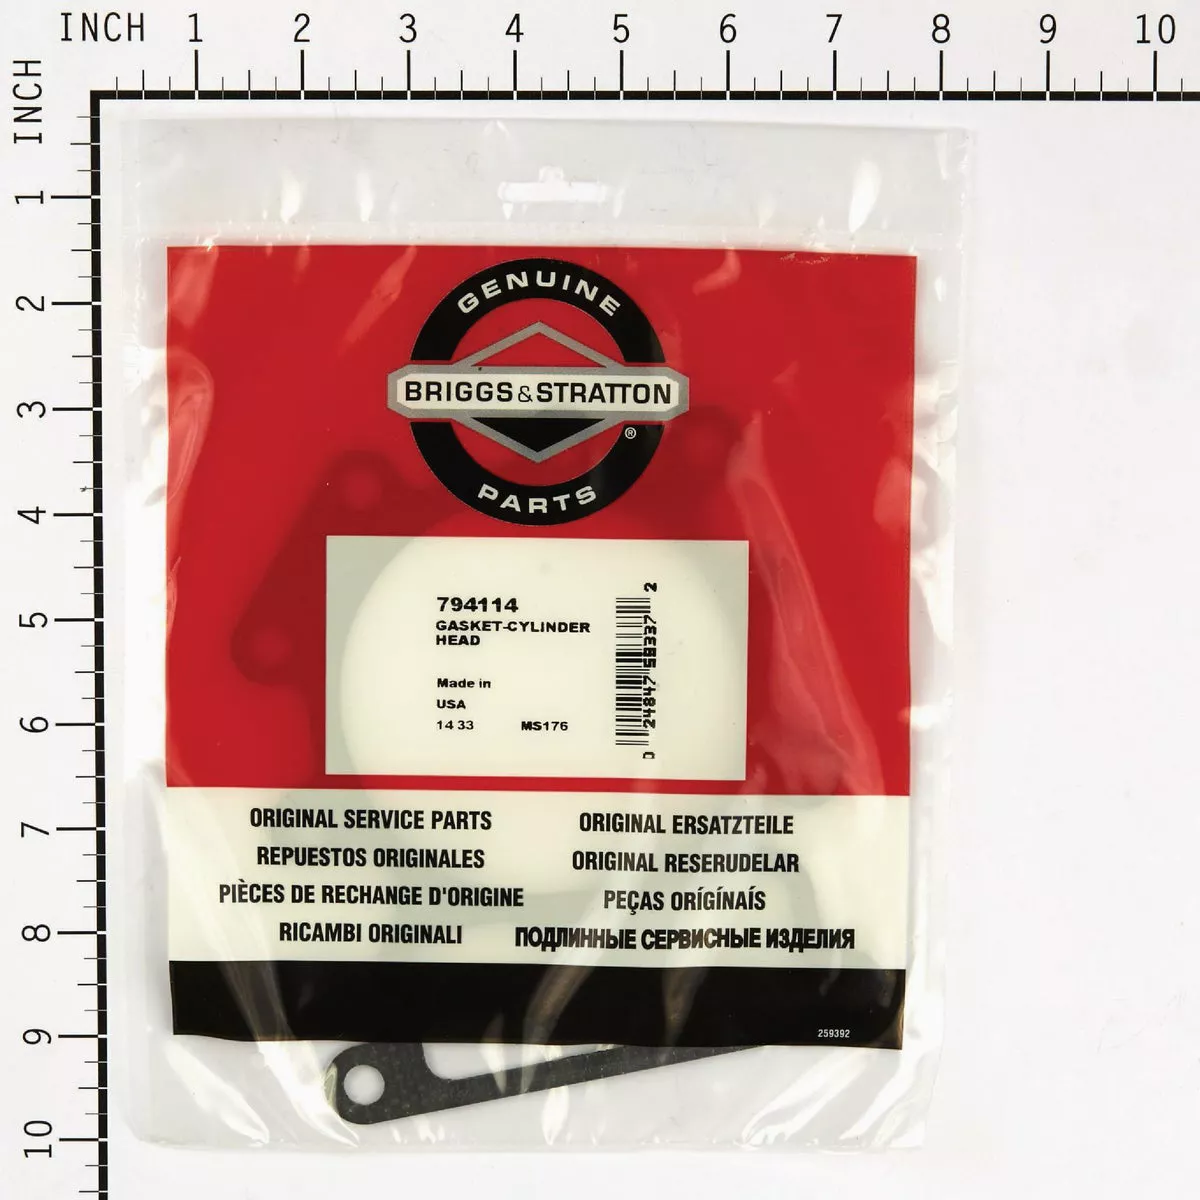 INCH 1 2 3 4 5 6 7 8 9 10
INCH 1 2 3 4 5 6 7 8 9 10
GENUINE
BRIGGS & STRATTON
®
PARTS
794114
GASKET-CYLINDER
HEAD
Made in
USA
14 33 MS176
0 24847 58337 2
ORIGINAL SERVICE PARTS
ORIGINAL ERSATZTEILE
REPUESTOS ORIGINALES
ORIGINAL RESERUDELAR
PIÈCES DE RECHANGE D'ORIGINE
PEÇAS ORÍGÍNAÍS
RICAMBI ORIGINALI
ПОДЛИННЫЕ СЕРВИСНЫЕ ИЗДЕЛИЯ
259392